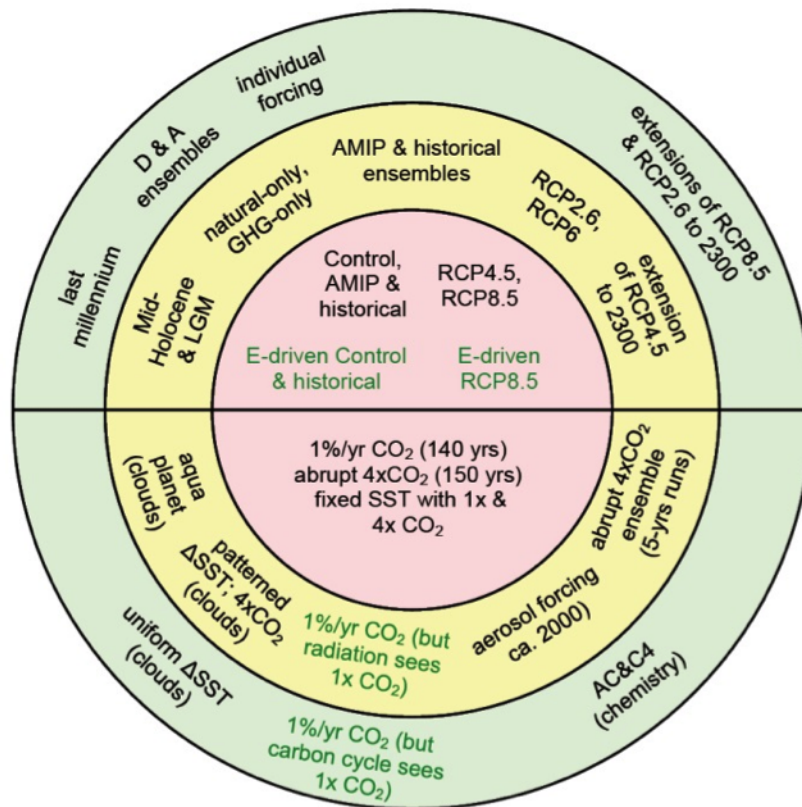 individual
forcing
D & A
ensembles
last
millennium
extensions of RCP8.5
& RCP2.6 to 2300
AMIP & historical
ensembles
natural-only,
GHG-only
Mid-
Holocene
& LGM
RCP2.6,
RCP6
extension
of RCP4.5
to 2300
Control,
AMIP &
historical
RCP4.5,
RCP8.5
E-driven Control
& historical
E-driven
RCP8.5
1%/yr CO₂ (140 yrs)
abrupt 4xCO₂ (150 yrs)
fixed SST with 1x &
4x CO₂
aqua
planet
(clouds)
patterned
ΔSST; 4xCO₂
(clouds)
1%/yr CO₂ (but
radiation sees
1x CO₂)
aerosol forcing
ca. 2000)
abrupt 4xCO₂
ensemble
(5-yrs runs)
uniform ΔSST
(clouds)
1%/yr CO₂ (but
carbon cycle sees
1x CO₂)
AC&C4
(chemistry)